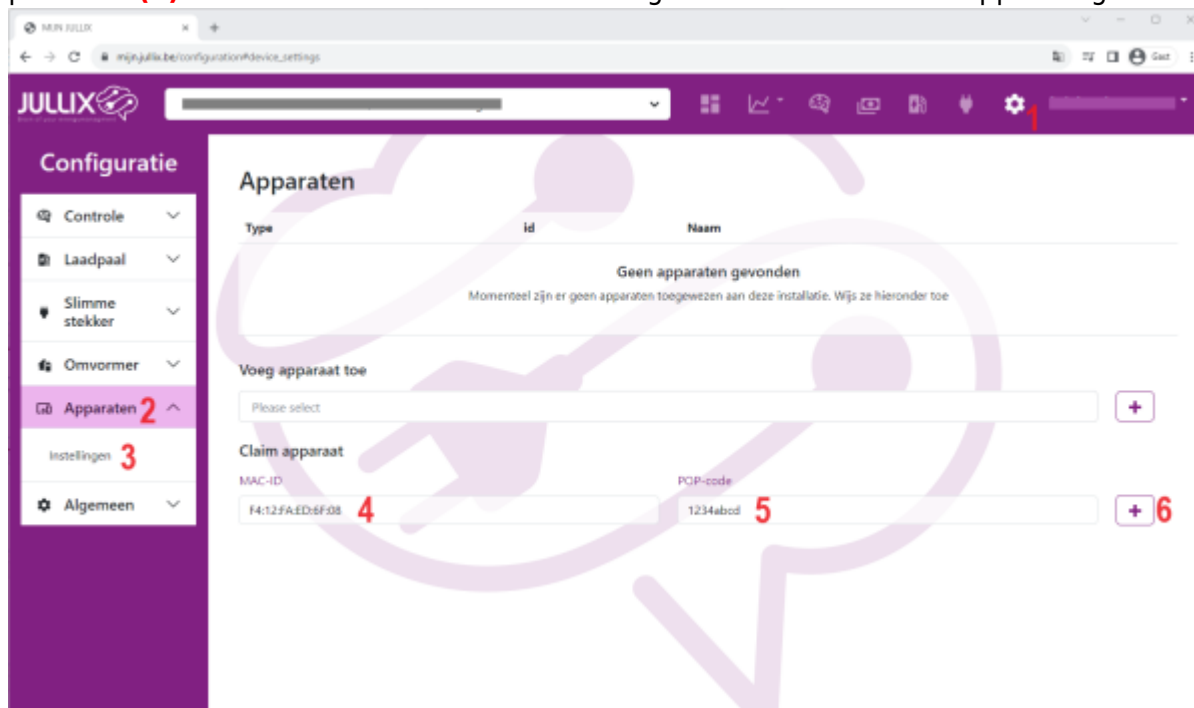 MIJN JULLIX
mijn.jullix.be/configuration#device_settings
Gast
JULLIX
1
Configuratie
Controle
Laadpaal
Slimme
stekker
Omvormer
Apparaten 2
Instellingen 3
Algemeen
Apparaten
Type id Naam
Geen apparaten gevonden
Momenteel zijn er geen apparaten toegewezen aan deze installatie. Wijs ze hieronder toe
Voeg apparaat toe
Please select
+
Claim apparaat
MAC-ID POP-code
F4:12:FA:ED:6F:08 4 1234abcd 5 + 6